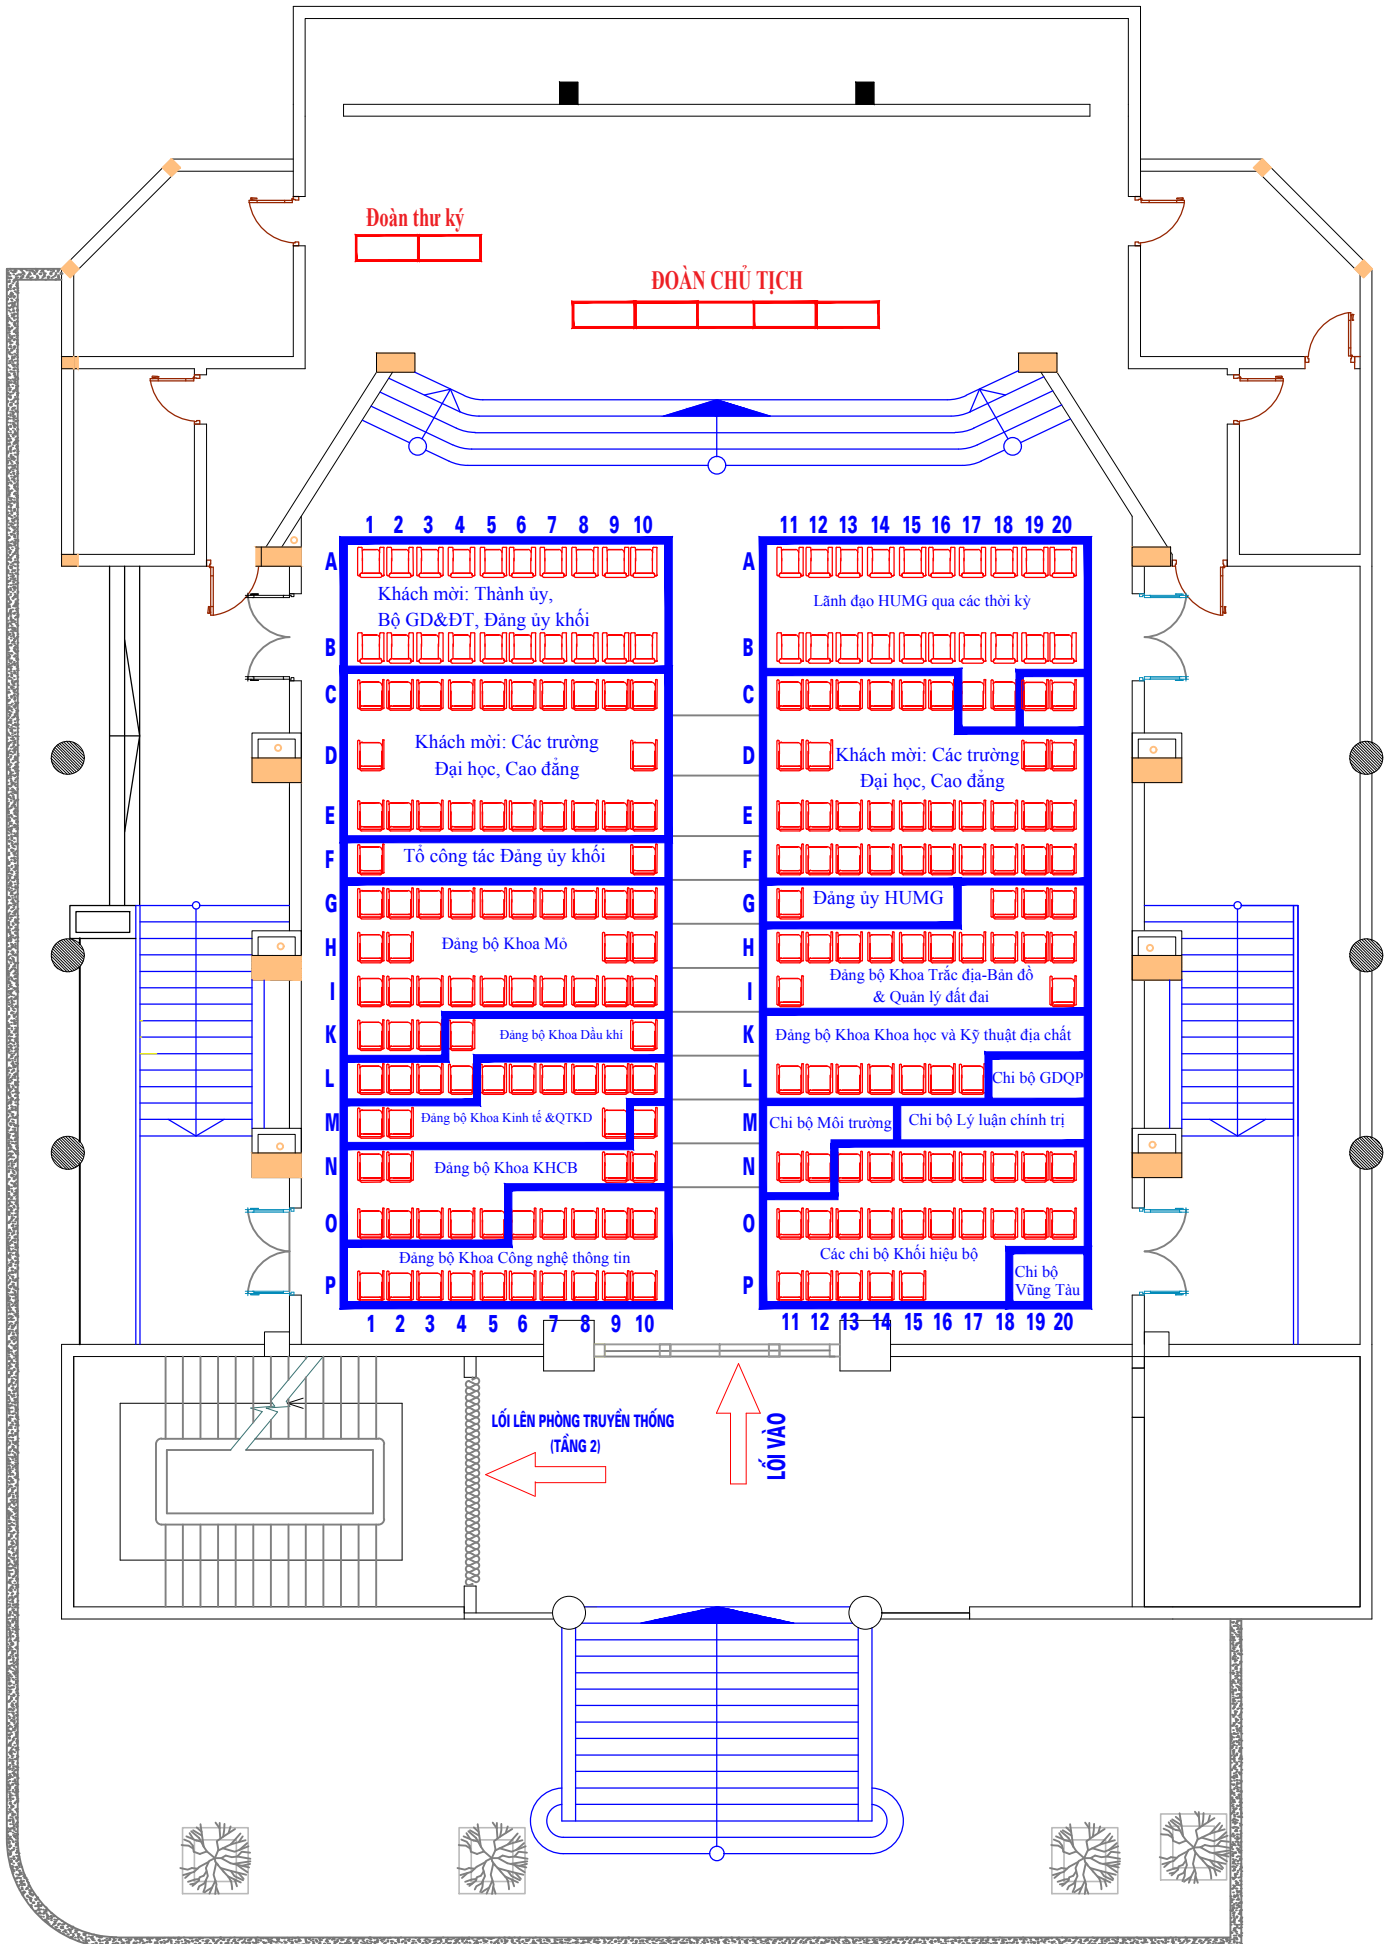 Đoàn thư ký
ĐOÀN CHỦ TỊCH
1 2 3 4 5 6 7 8 9 10
11 12 13 14 15 16 17 18 19 20
A
A
Khách mời: Thành ủy,
Bộ GD&ĐT, Đảng ủy khối
Lãnh đạo HUMG qua các thời kỳ
B
B
C
C
D
Khách mời: Các trường
Đại học, Cao đẳng
D
Khách mời: Các trường
Đại học, Cao đẳng
E
E
F
Tổ công tác Đảng ủy khối
F
G
G
Đảng ủy HUMG
H
Đảng bộ Khoa Mỏ
H
I
I
Đảng bộ Khoa Trắc địa-Bản đồ
& Quản lý đất đai
K
Đảng bộ Khoa Dầu khí
K
Đảng bộ Khoa Khoa học và Kỹ thuật địa chất
L
L
Chi bộ GDQP
M
Đảng bộ Khoa Kinh tế &QTKD
M
Chi bộ Môi trường
Chi bộ Lý luận chính trị
N
Đảng bộ Khoa KHCB
N
O
O
Đảng bộ Khoa Công nghệ thông tin
Các chi bộ Khối hiệu bộ
P
P
Chi bộ
Vũng Tàu
1 2 3 4 5 6 7 8 9 10
11 12 13 14 15 16 17 18 19 20
LỐI LÊN PHÒNG TRUYỀN THỐNG
(TẦNG 2)
LỐI VÀO